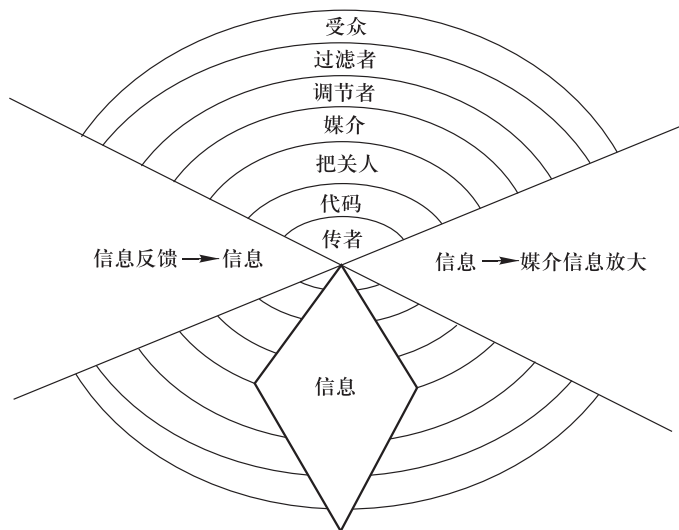 受众
过滤者
调节者
媒介
把关人
代码
传者
信息反馈 → 信息
信息 → 媒介信息放大
信息